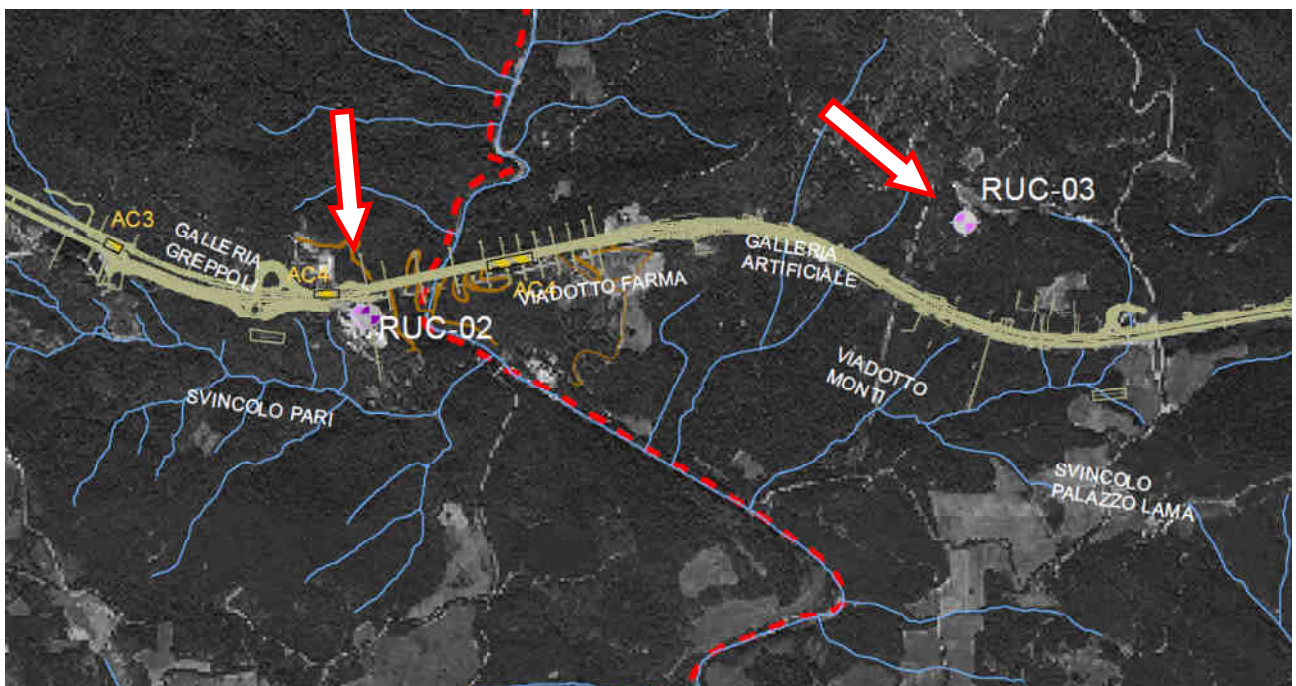 RUC-03
AC3
GALLERIA
GREPPOLI
GALLERIA
ARTIFICIALE
AC4
AC4
VIADOTTO FARMA
RUC-02
VIADOTTO
MONTI
SVINCOLO PARI
SVINCOLO
PALAZZO LAMA